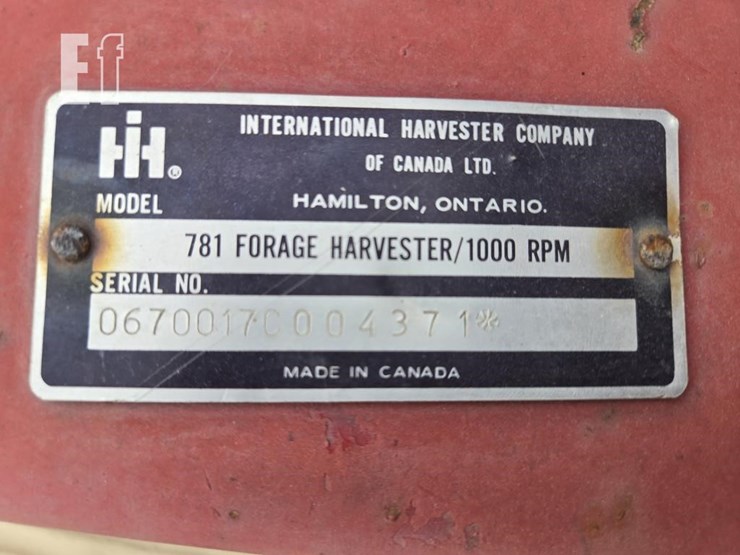 Ff
IH®
INTERNATIONAL HARVESTER COMPANY
OF CANADA LTD.
MODEL
HAMILTON, ONTARIO.
781 FORAGE HARVESTER/1000 RPM
SERIAL NO.
0670017C004371*
MADE IN CANADA